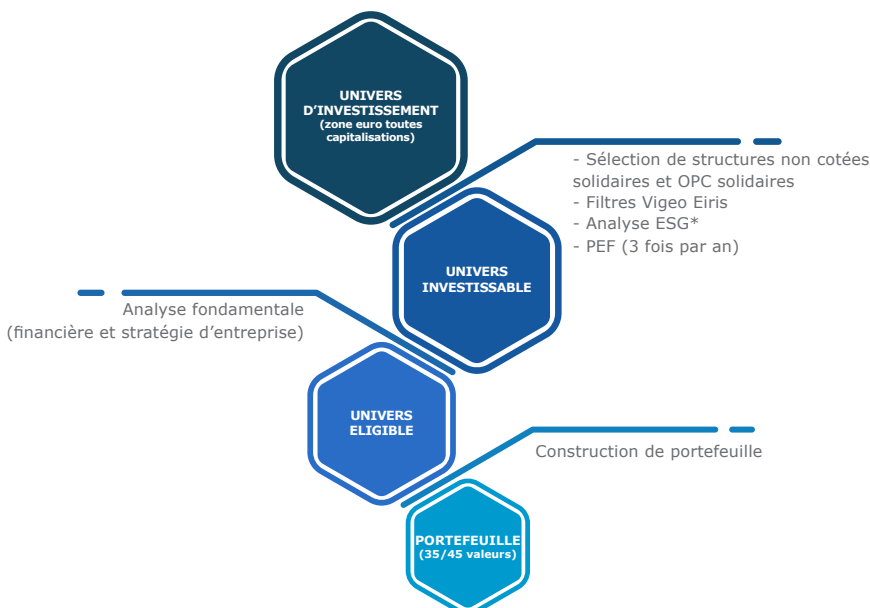 UNIVERS
D’INVESTISSEMENT
(zone euro toutes
capitalisations)
- Sélection de structures non cotées
solidaires et OPC solidaires
- Filtres Vigeo Eiris
- Analyse ESG*
- PEF (3 fois par an)
UNIVERS
INVESTISSABLE
Analyse fondamentale
(financière et stratégie d’entreprise)
UNIVERS
ELIGIBLE
Construction de portefeuille
PORTEFEUILLE
(35/45 valeurs)